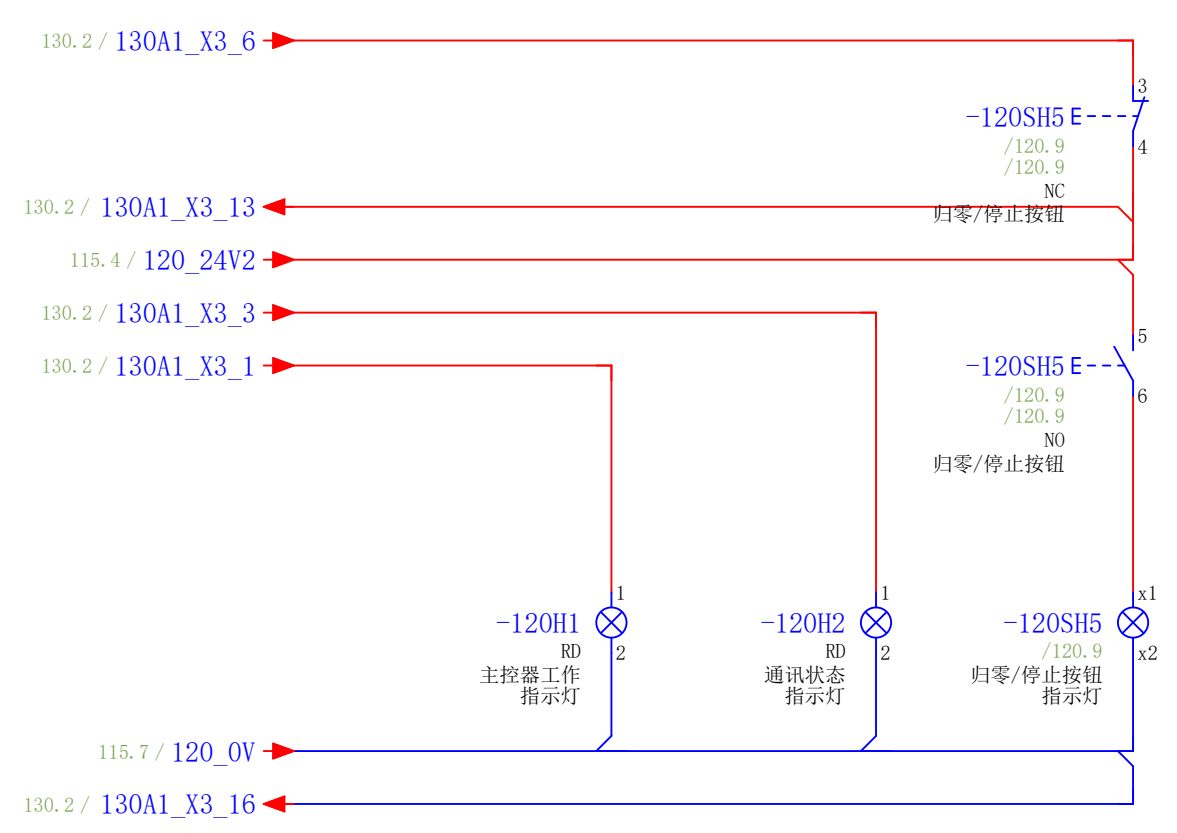 130.2 / 130A1_X3_6
3
-120SH5
4
/120.9
/120.9
NC
归零/停止按钮
130.2 / 130A1_X3_13
115.4 / 120_24V2
130.2 / 130A1_X3_3
130.2 / 130A1_X3_1
5
-120SH5
6
/120.9
/120.9
NO
归零/停止按钮
1
-120H1
2
RD
主控器工作
指示灯
1
-120H2
2
RD
通讯状态
指示灯
x1
-120SH5
x2
/120.9
归零/停止按钮
指示灯
115.7 / 120_0V
130.2 / 130A1_X3_16